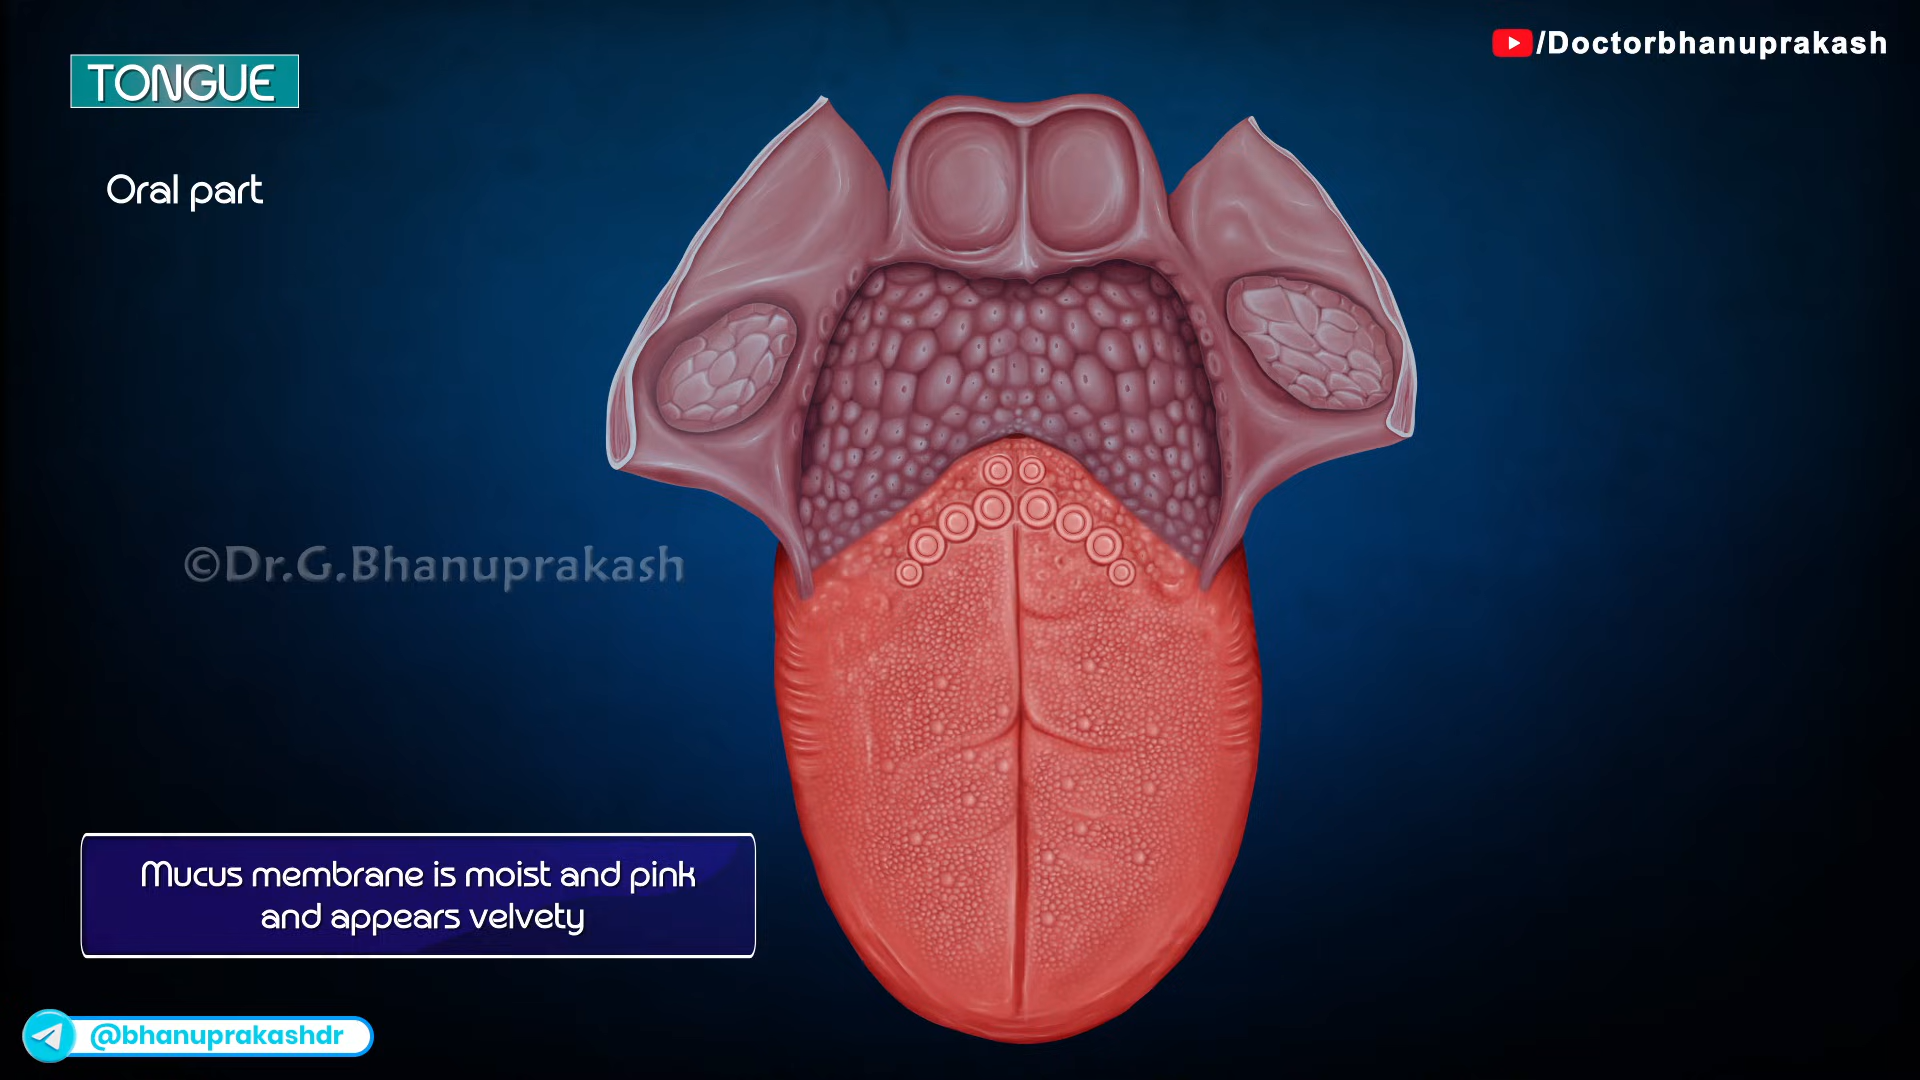 TONGUE
/Doctorbhanuprakash
Oral part
©Dr.G.Bhanuprakash
Mucus membrane is moist and pink
and appears velvety
@bhanuprakashdr